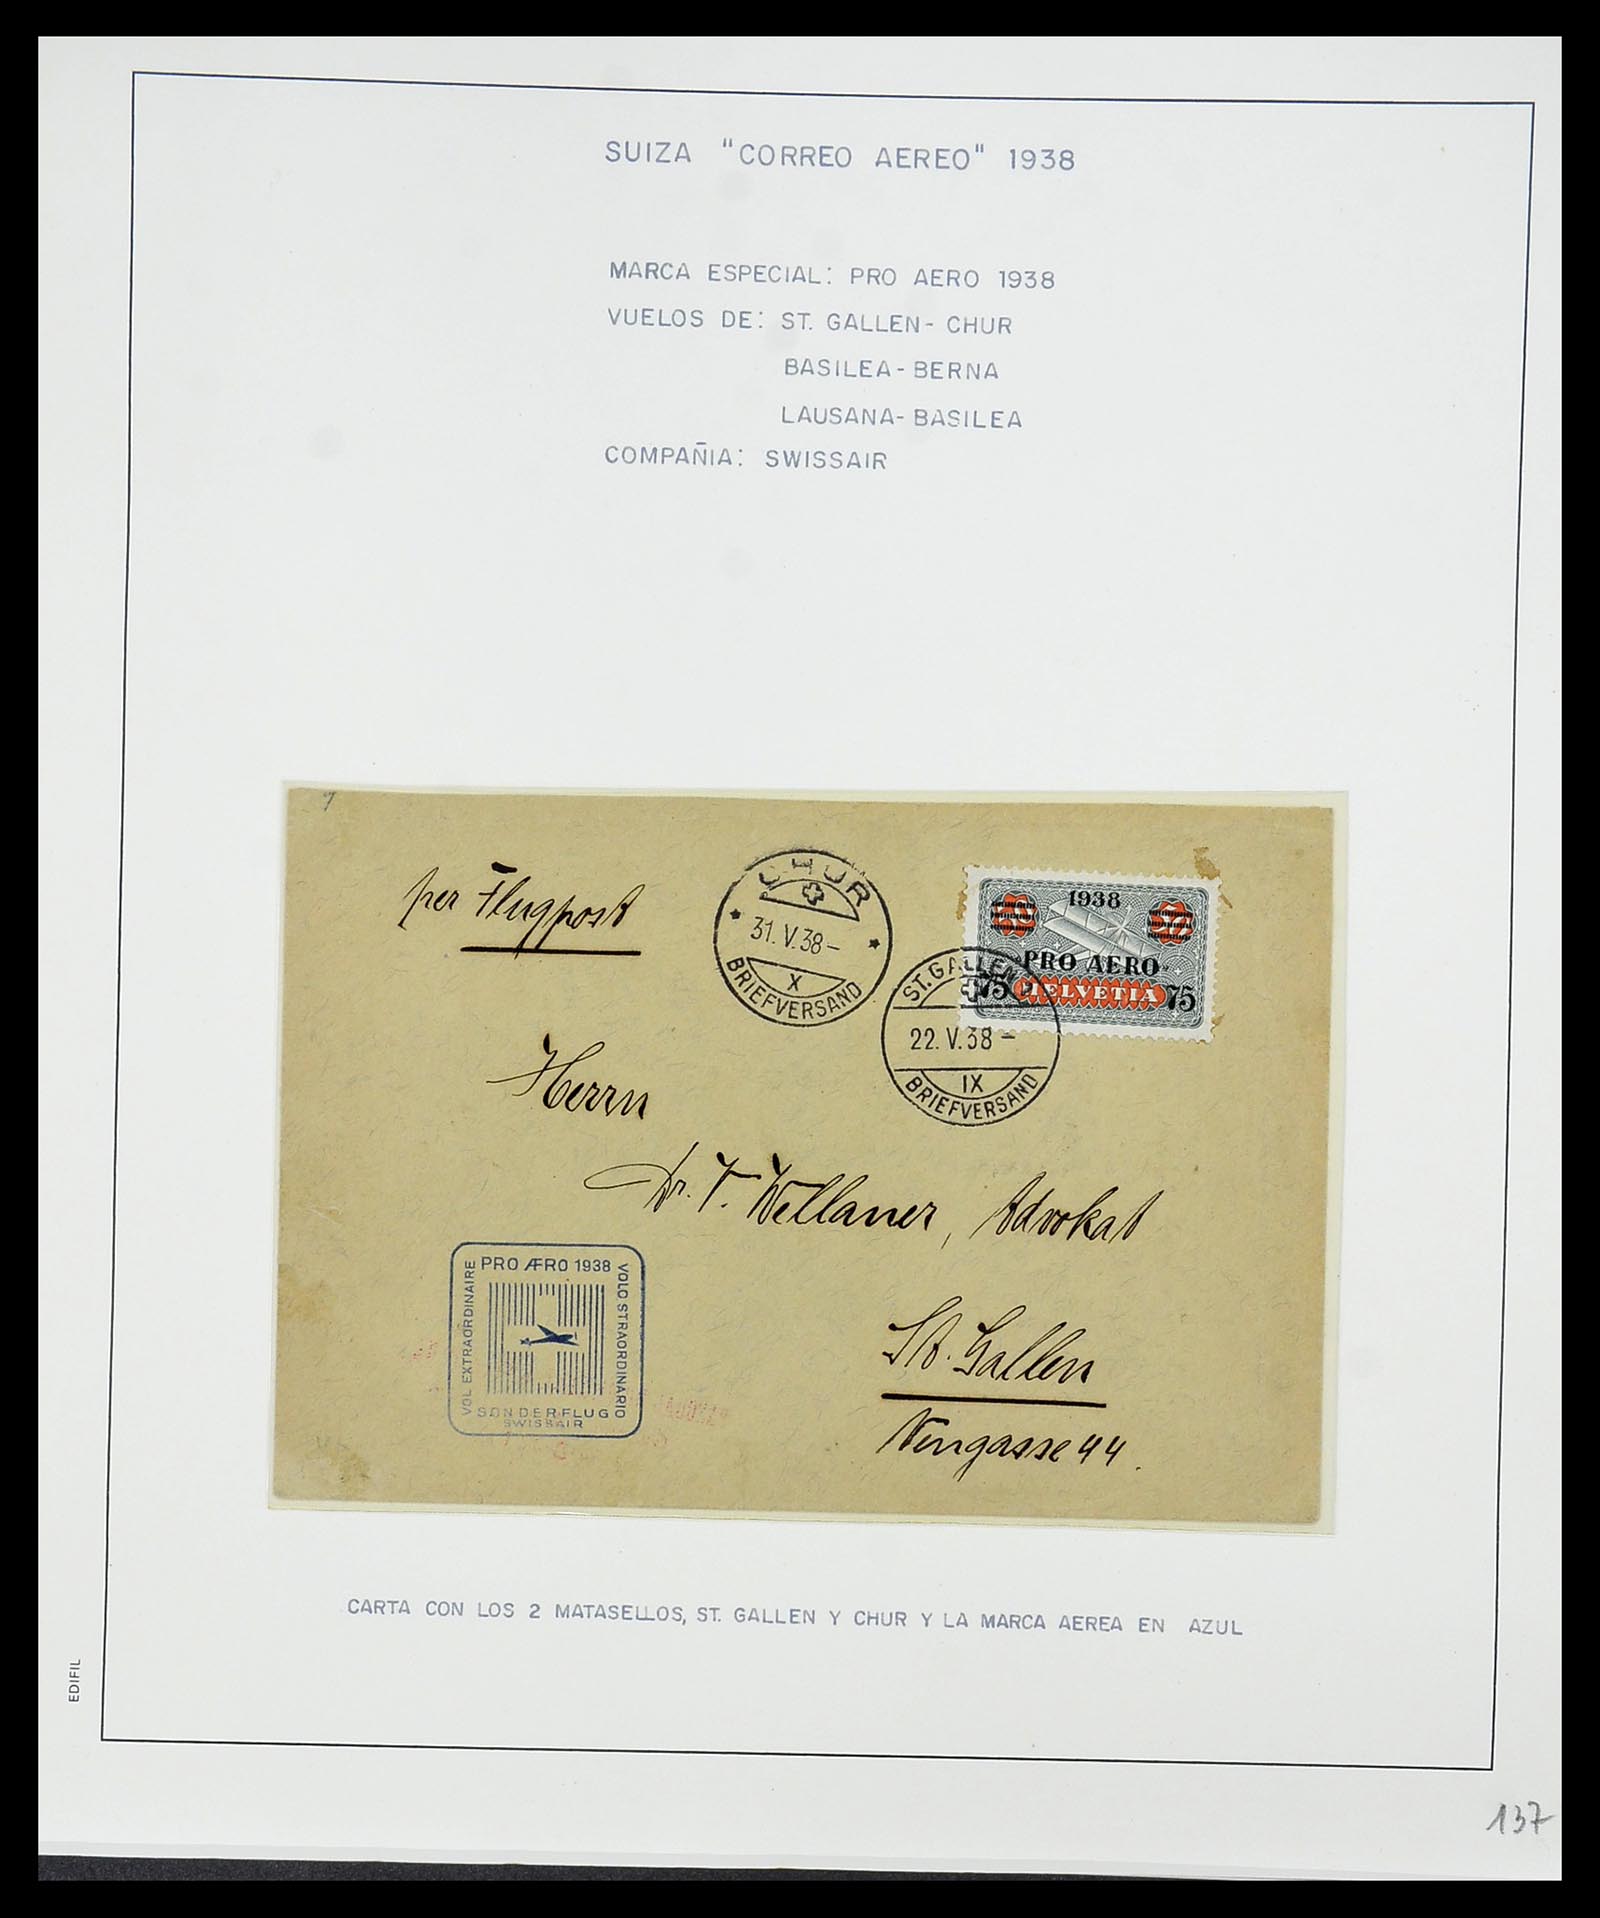 SUIZA "CORREO AEREO" 1938
MARCA ESPECIAL: PRO AERO 1938
VUELOS DE: ST. GALLEN-CHUR
BASILEA-BERNA
LAUSANA-BASILEA
COMPAÑIA: SWISSAIR
per Flugpost
CHUR
31.V.38-
X
BRIEFVERSAND
1938
"PRO AERO"
75 HELVETIA 75
ST. GALLEN
22.V.38-
IX
BRIEFVERSAND
Herrn
Dr. V. Wellauer, Advokat
St. Gallen
44.
PRO AERO 1938
VOL EXTRAORDINAIRE
VOLO STRAORDINARIO
SONDERFLUG
SWISSAIR
CARTA CON LOS 2 MATASELLOS, ST. GALLEN Y CHUR Y LA MARCA AEREA EN AZUL
EDIFIL
137